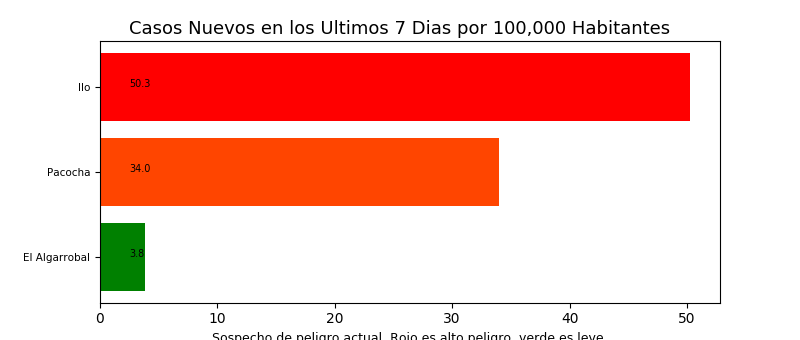 Casos Nuevos en los Ultimos 7 Dias por 100,000 Habitantes
Ilo
50.3
Pacocha
34.0
El Algarrobal
3.8
0 10 20 30 40 50
Sospecho de peligro actual. Rojo es alto peligro, verde es leve